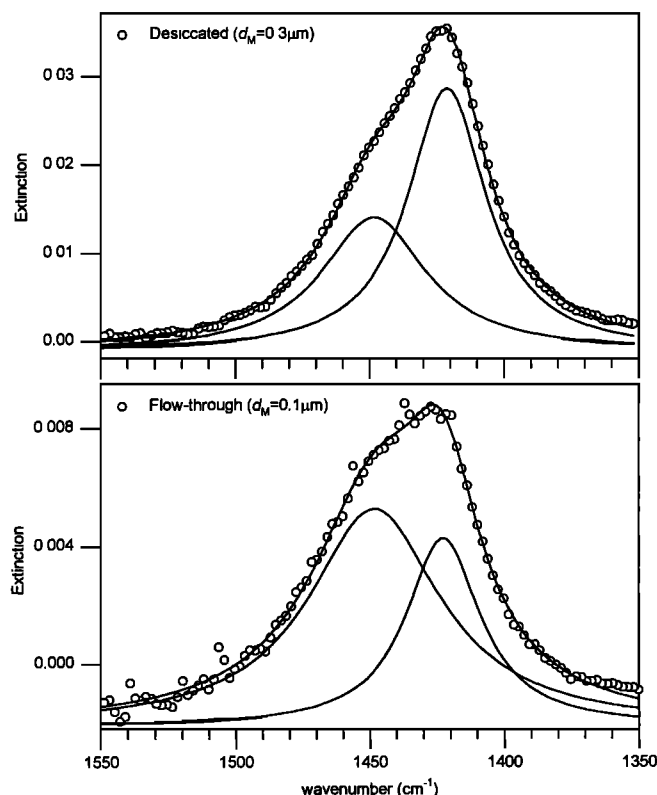 Desiccated (dM=0 3µm)
0 03
0 02
0 01
0.00
Extinction
Flow-through (dM=0.1µm)
0 008
0 004
0.000
Extinction
1550 1500 1450 1400 1350
wavenumber (cm-1)